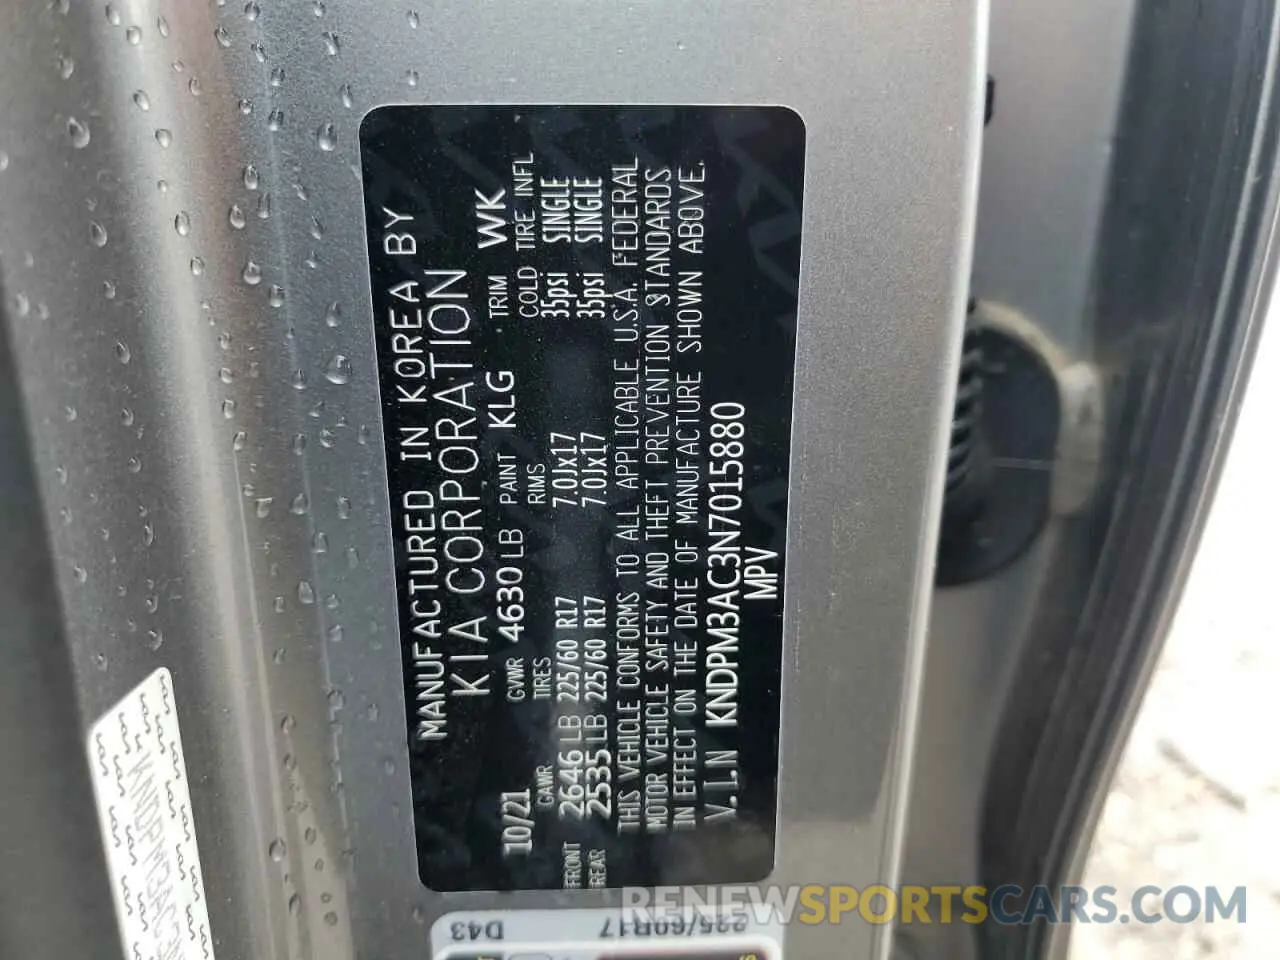 MANUFACTURED IN KOREA BY
KIA CORPORATION
10/21 GVWR 4630 LB PAINT KLG TRIM WK
GAWR TIRES RIMS COLD TIRE INFL
FRONT 2646 LB 225/60 R17 7.0Jx17 35psi SINGLE
REAR 2535 LB 225/60 R17 7.0Jx17 35psi SINGLE
THIS VEHICLE CONFORMS TO ALL APPLICABLE U.S.A. FEDERAL
MOTOR VEHICLE SAFETY AND THEFT PREVENTION STANDARDS
IN EFFECT ON THE DATE OF MANUFACTURE SHOWN ABOVE.
V.I.N KNDPM3AC3N7015880
MPV
KNDPM3AC3N
D43
225/60R17
RENEWSPORTSCARS.COM